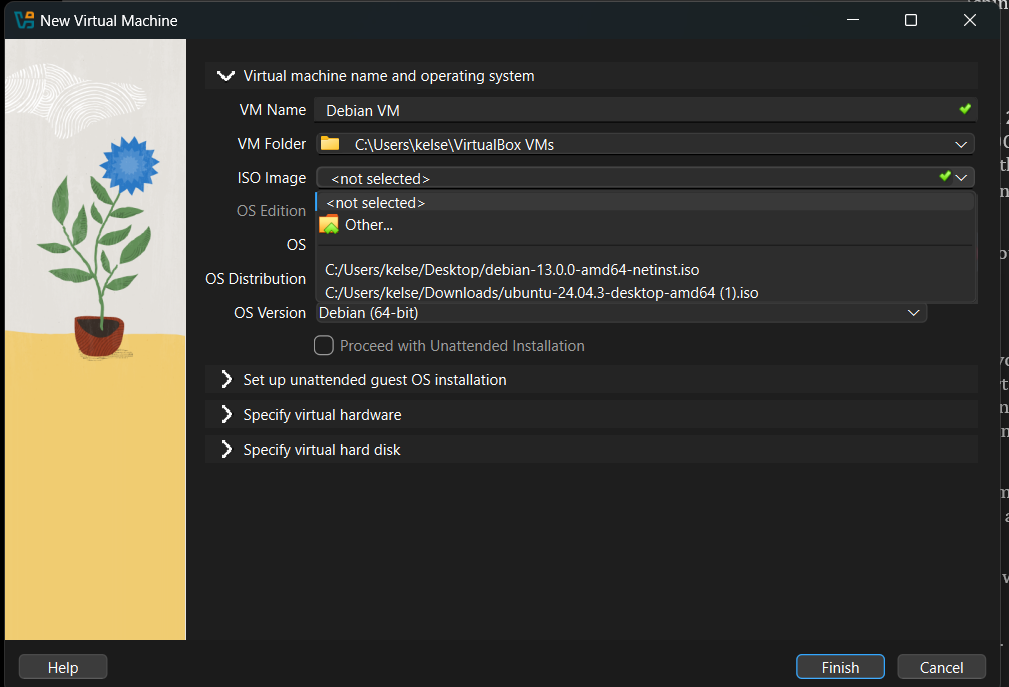 New Virtual Machine
Virtual machine name and operating system
VM Name Debian VM
VM Folder C:\Users\kelse\VirtualBox VMs
ISO Image <not selected>
OS Edition <not selected>
Other...
OS
OS Distribution C:/Users/kelse/Desktop/debian-13.0.0-amd64-netinst.iso
C:/Users/kelse/Downloads/ubuntu-24.04.3-desktop-amd64 (1).iso
OS Version Debian (64-bit)
Proceed with Unattended Installation
Set up unattended guest OS installation
Specify virtual hardware
Specify virtual hard disk
Help Finish Cancel